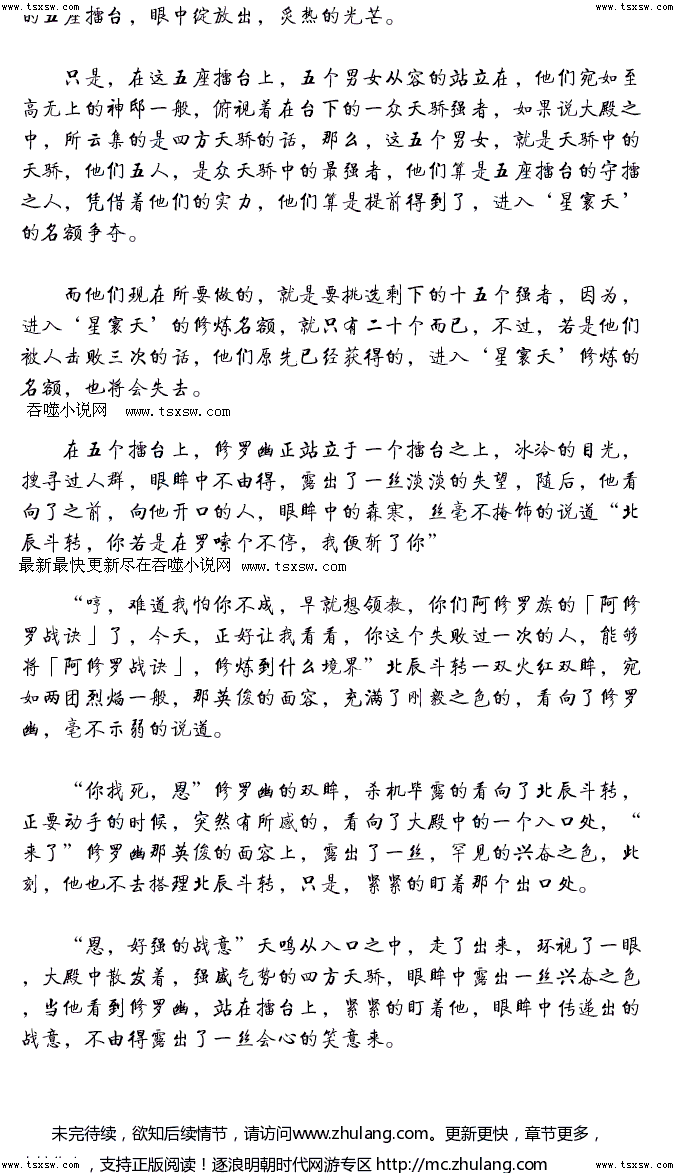 www.tsxsw.com www.tsxsw.com
的五座擂台，眼中绽放出，炙热的光芒。
只是，在这五座擂台上，五个男女从容的站立在，他们宛如至
高无上的神邸一般，俯视着在台下的一众天骄强者，如果说大殿之
中，所云集的是四方天骄的话，那么，这五个男女，就是天骄中的
天骄，他们五人，是众天骄中的最强者，他们算是五座擂台的守擂
之人，凭借着他们的实力，他们算是提前得到了，进入‘星寰天’
的名额争夺。
而他们现在所要做的，就是要挑选剩下的十五个强者，因为，
进入‘星寰天’的修炼名额，就只有二十个而已，不过，若是他们
被人击败三次的话，他们原先已经获得的，进入‘星寰天’修炼的
名额，也将会失去。
吞噬小说网 www.tsxsw.com
在五个擂台上，修罗幽正站立于一个擂台之上，冰冷的目光，
搜寻过人群，眼眸中不由得，露出了一丝淡淡的失望，随后，他看
向了之前，向他开口的人，眼眸中的森寒，丝毫不掩饰的说道“北
辰斗转，你若是在罗嗦个不停，我便斩了你”
最新最快更新尽在吞噬小说网 www.tsxsw.com
“哼，难道我怕你不成，早就想领教，你们阿修罗族的「阿修
罗战诀」了，今天，正好让我看看，你这个失败过一次的人，能够
将「阿修罗战诀」，修炼到什么境界”北辰斗转一双火红双眸，宛
如两团烈焰一般，那英俊的面容，充满了刚毅之色的，看向了修罗
幽，毫不示弱的说道。
“你找死，恩”修罗幽的双眸，杀机毕露的看向了北辰斗转，
正要动手的时候，突然有所感的，看向了大殿中的一个入口处，“
来了”修罗幽那英俊的面容上，露出了一丝，罕见的兴奋之色，此
刻，他也不去搭理北辰斗转，只是，紧紧的盯着那个出口处。
“恩，好强的战意”天鸣从入口之中，走了出来，环视了一眼
，大殿中散发着，强盛气势的四方天骄，眼眸中露出一丝兴奋之色
，当他看到修罗幽，站在擂台上，紧紧的盯着他，眼眸中传递出的
战意，不由得露出了一丝会心的笑意来。
未完待续，欲知后续情节，请访问www.zhulang.com。更新更快，章节更多，
www.tsxsw.com ，支持正版阅读！逐浪明朝时代网游专区 http://mc.zhulang.com www.tsxsw.com